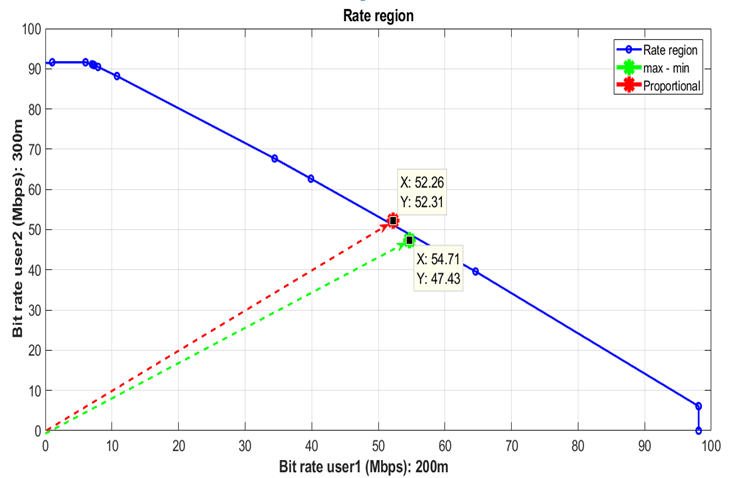 Rate region
100
90
80
70
60
50
40
30
20
10
0
Bit rate user2 (Mbps): 300m
Rate region
max - min
Proportional
X: 52.26
Y: 52.31
X: 54.71
Y: 47.43
0 10 20 30 40 50 60 70 80 90 100
Bit rate user1 (Mbps): 200m